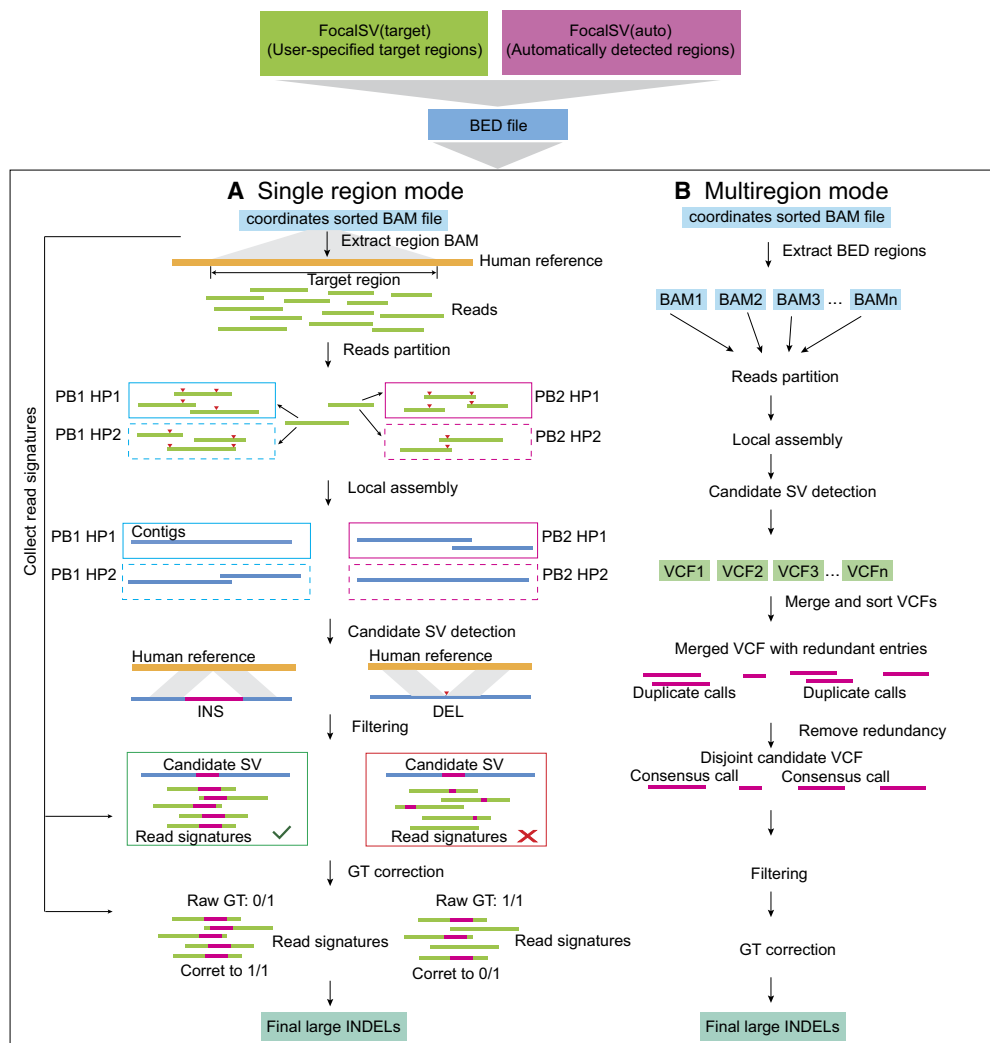 FocalSV(target)
(User-specified target regions)
FocalSV(auto)
(Automatically detected regions)
BED file
A Single region mode
coordinates sorted BAM file
Extract region BAM
Human reference
Target region
Reads
Reads partition
PB1 HP1
PB2 HP1
PB1 HP2
PB2 HP2
Local assembly
PB1 HP1
Contigs
PB2 HP1
PB1 HP2
PB2 HP2
Candidate SV detection
Human reference
Human reference
INS
DEL
Filtering
Candidate SV
Candidate SV
Read signatures
Read signatures
GT correction
Raw GT: 0/1
Raw GT: 1/1
Read signatures
Read signatures
Corret to 1/1
Corret to 0/1
Final large INDELs
Collect read signatures
B Multiregion mode
coordinates sorted BAM file
Extract BED regions
BAM1 BAM2 BAM3 ... BAMn
Reads partition
Local assembly
Candidate SV detection
VCF1 VCF2 VCF3 ... VCFn
Merge and sort VCFs
Merged VCF with redundant entries
Duplicate calls
Duplicate calls
Remove redundancy
Disjoint candidate VCF
Consensus call
Consensus call
Filtering
GT correction
Final large INDELs